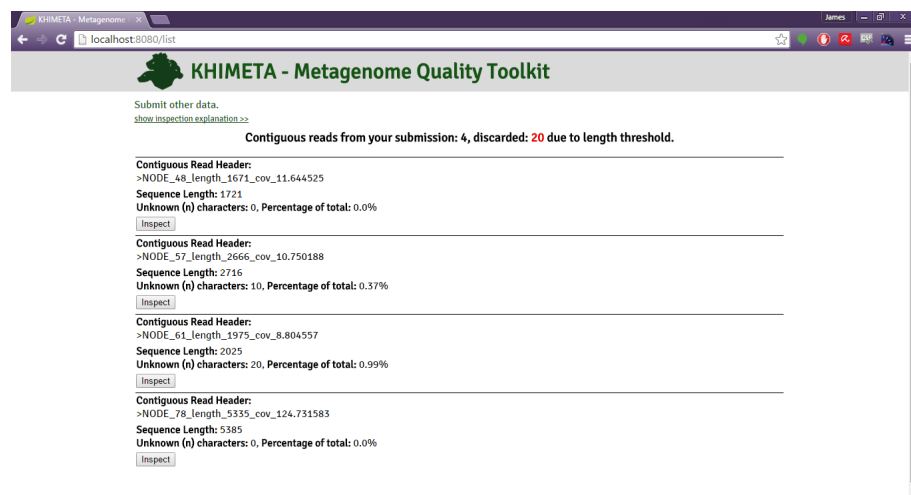 KHIMETA - Metagenome
James
localhost:8080/list
KHIMETA - Metagenome Quality Toolkit
Submit other data.
show inspection explanation >>
Contiguous reads from your submission: 4, discarded: 20 due to length threshold.
Contiguous Read Header:
>NODE_48_length_1671_cov_11.644525
Sequence Length: 1721
Unknown (n) characters: 0, Percentage of total: 0.0%
Inspect
Contiguous Read Header:
>NODE_57_length_2666_cov_10.750188
Sequence Length: 2716
Unknown (n) characters: 10, Percentage of total: 0.37%
Inspect
Contiguous Read Header:
>NODE_61_length_1975_cov_8.804557
Sequence Length: 2025
Unknown (n) characters: 20, Percentage of total: 0.99%
Inspect
Contiguous Read Header:
>NODE_78_length_5335_cov_124.731583
Sequence Length: 5385
Unknown (n) characters: 0, Percentage of total: 0.0%
Inspect